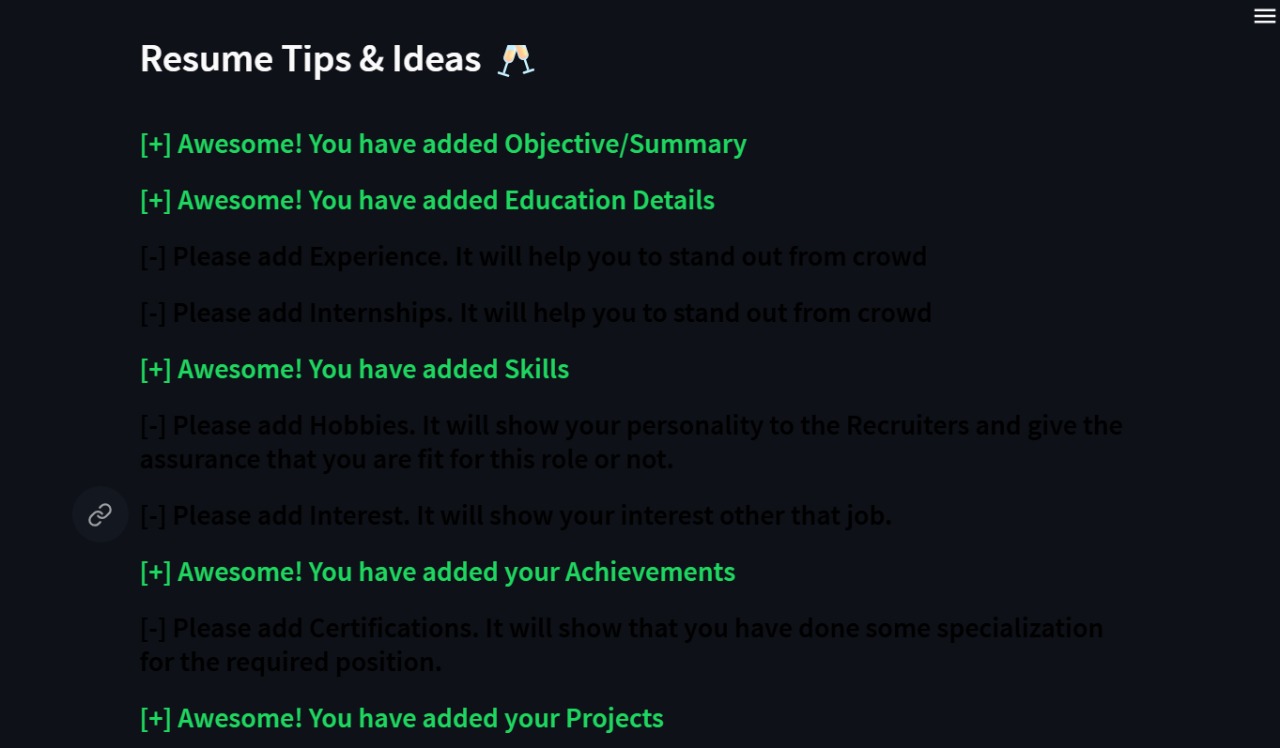 Resume Tips & Ideas 🥂
[+] Awesome! You have added Objective/Summary
[+] Awesome! You have added Education Details
[-] Please add Experience. It will help you to stand out from crowd
[-] Please add Internships. It will help you to stand out from crowd
[+] Awesome! You have added Skills
[-] Please add Hobbies. It will show your personality to the Recruiters and give the
assurance that you are fit for this role or not.
[-] Please add Interest. It will show your interest other that job.
[+] Awesome! You have added your Achievements
[-] Please add Certifications. It will show that you have done some specialization
for the required position.
[+] Awesome! You have added your Projects